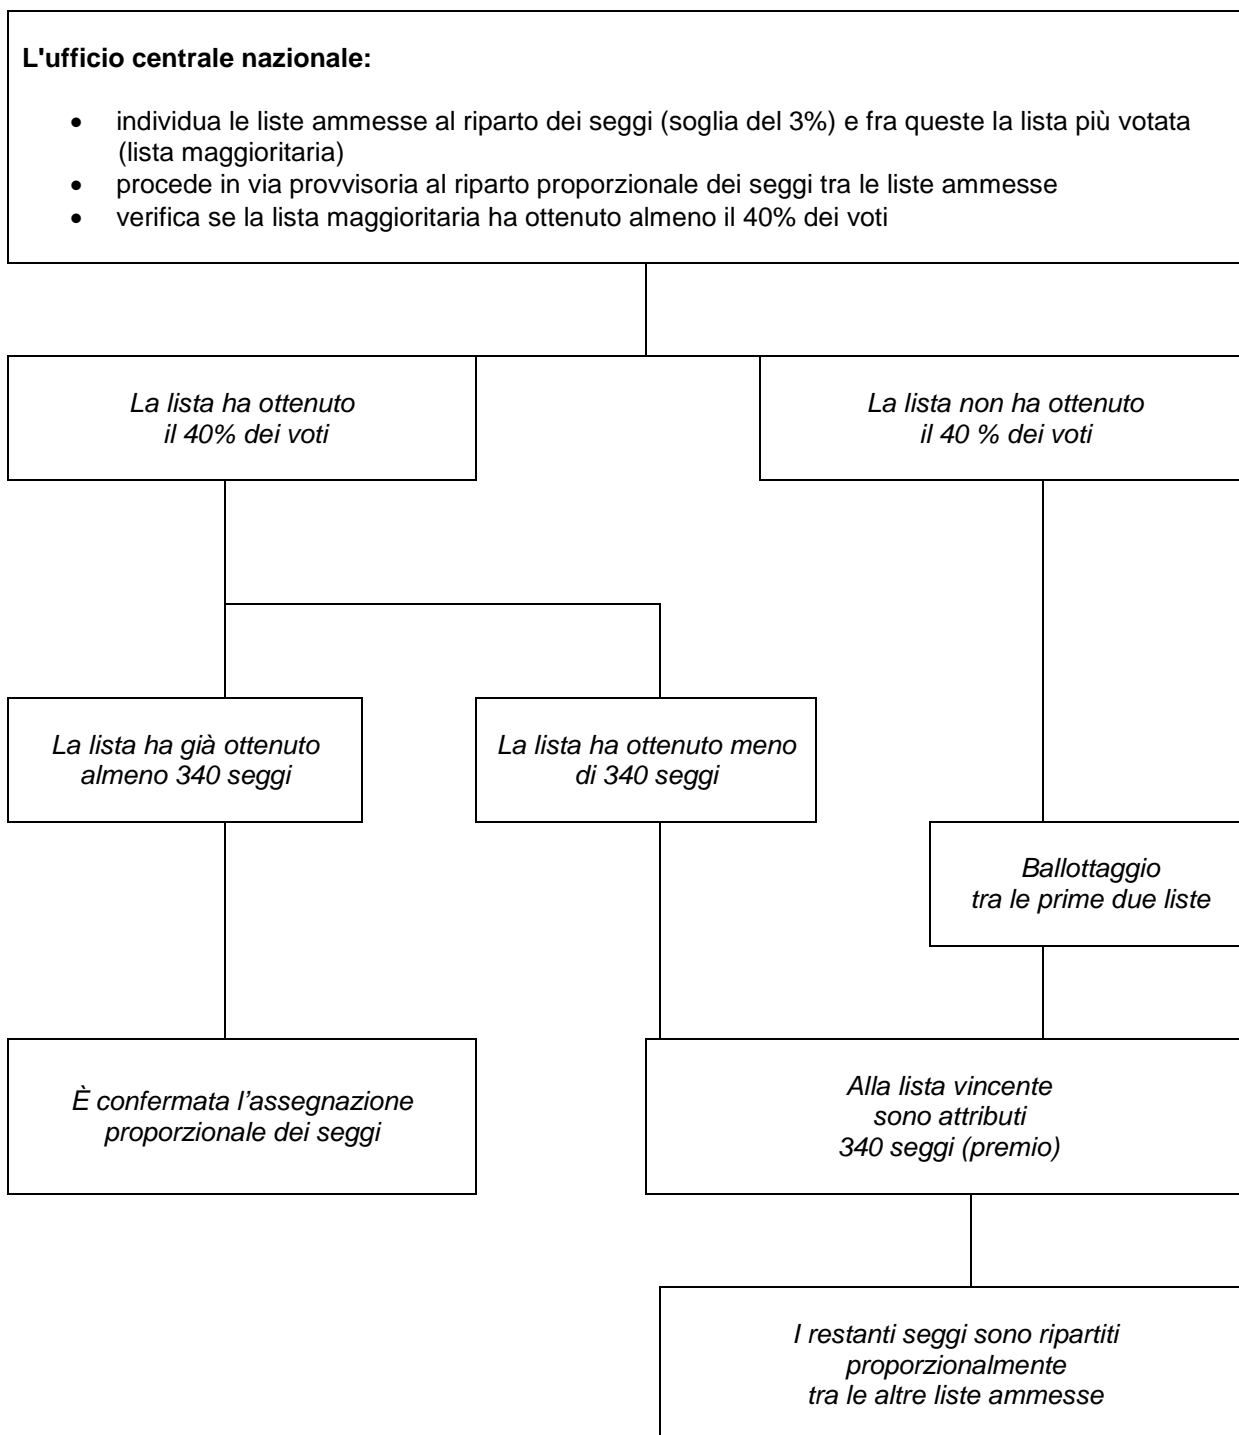 L'ufficio centrale nazionale:
• individua le liste ammesse al riparto dei seggi (soglia del 3%) e fra queste la lista più votata
(lista maggioritaria)
• procede in via provvisoria al riparto proporzionale dei seggi tra le liste ammesse
• verifica se la lista maggioritaria ha ottenuto almeno il 40% dei voti
La lista ha ottenuto
il 40% dei voti
La lista non ha ottenuto
il 40 % dei voti
La lista ha già ottenuto
almeno 340 seggi
La lista ha ottenuto meno
di 340 seggi
Ballottaggio
tra le prime due liste
È confermata l’assegnazione
proporzionale dei seggi
Alla lista vincente
sono attributi
340 seggi (premio)
I restanti seggi sono ripartiti
proporzionalmente
tra le altre liste ammesse